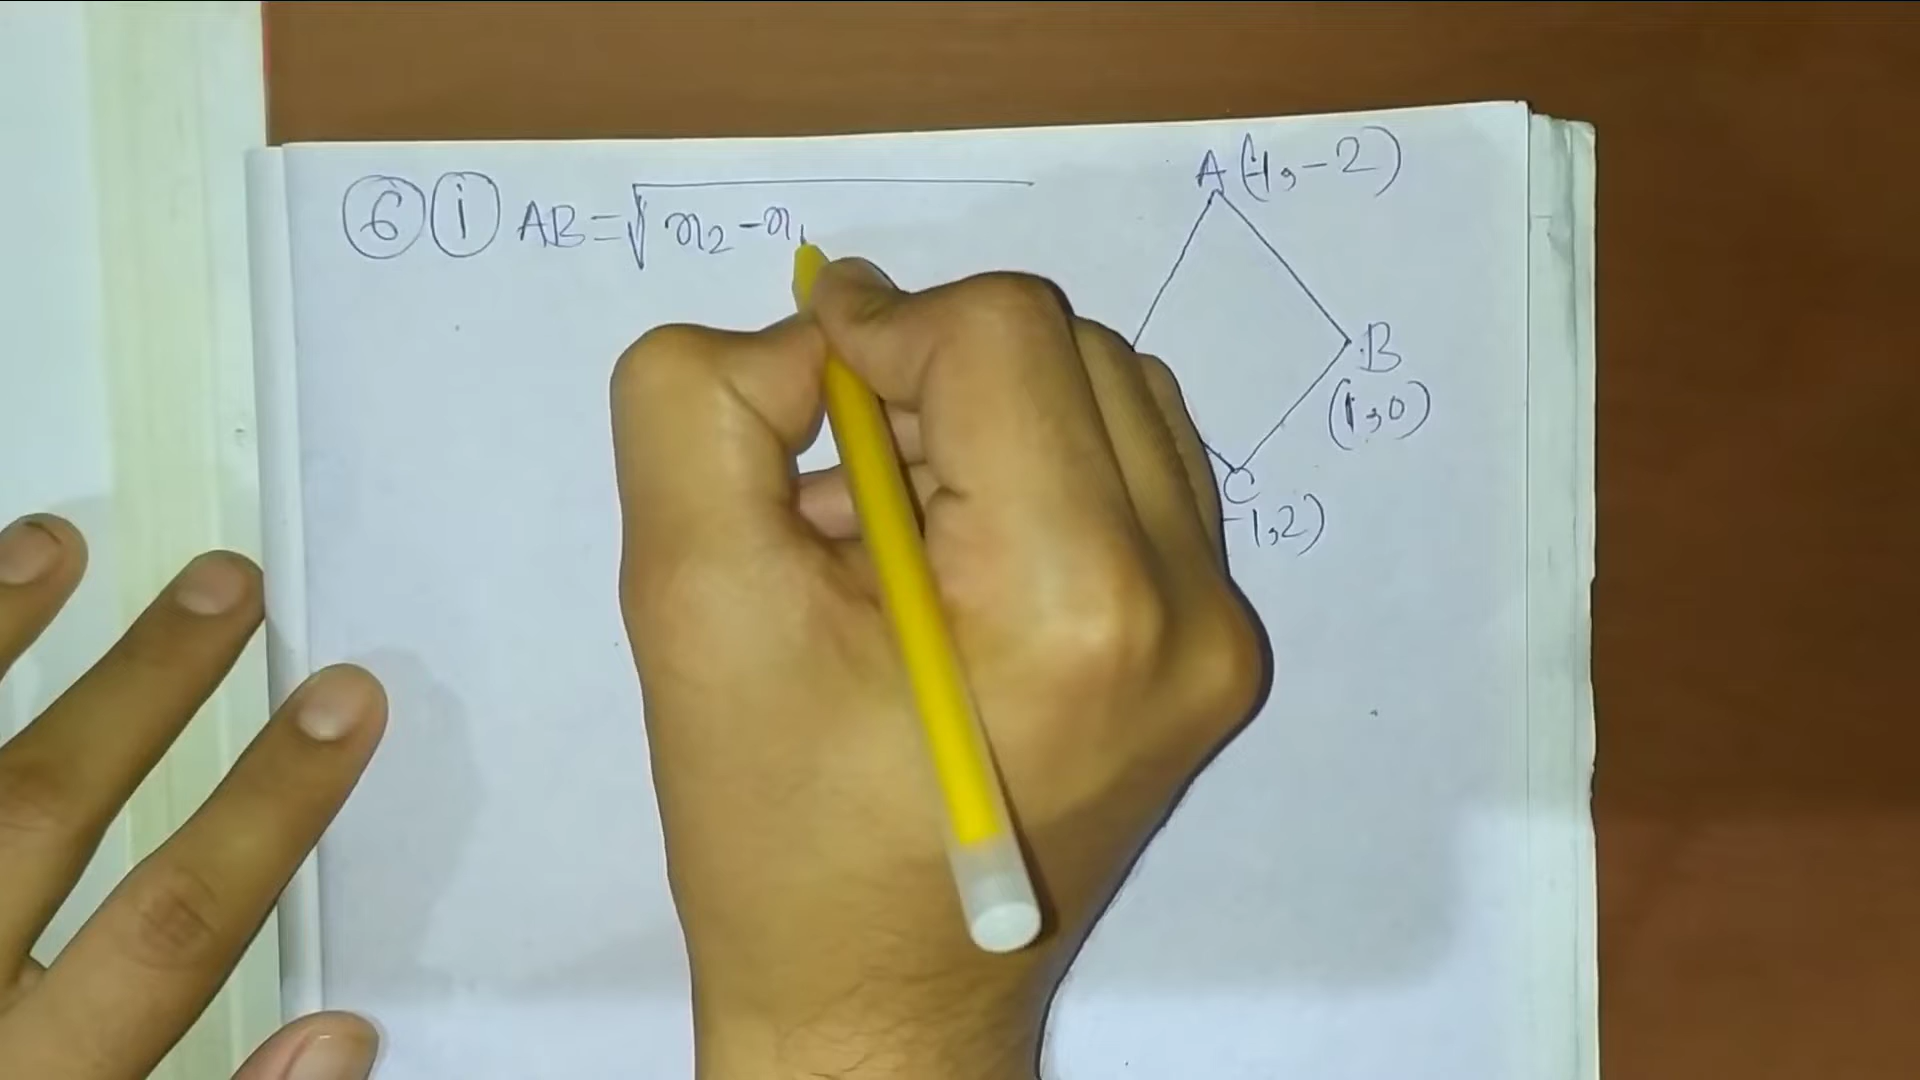 6 i AB = √ x₂ - x₁
A (-1, -2)
B
(1, 0)
C
-1, 2)